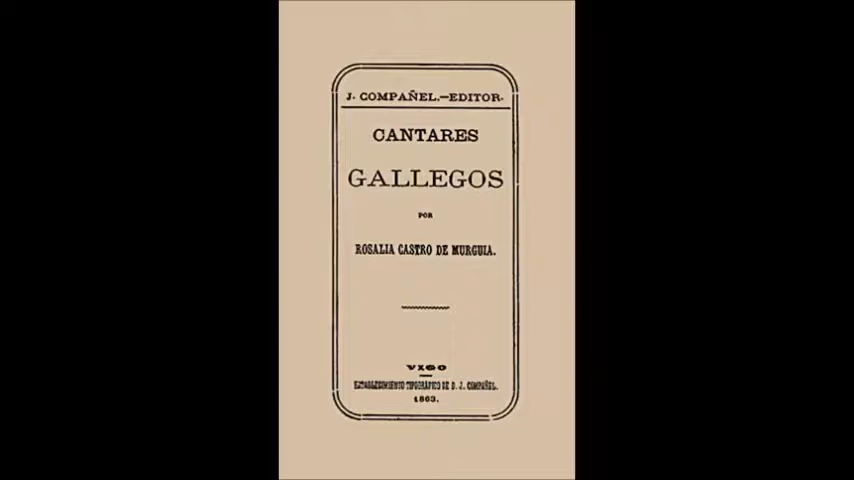 J. COMPAÑEL.—EDITOR.
CANTARES
GALLEGOS
POR
ROSALIA CASTRO DE MURGUIA.
VIGO
ESTABLECIMIENTO TIPOGRÁFICO DE D. J. COMPAÑEL.
1863.